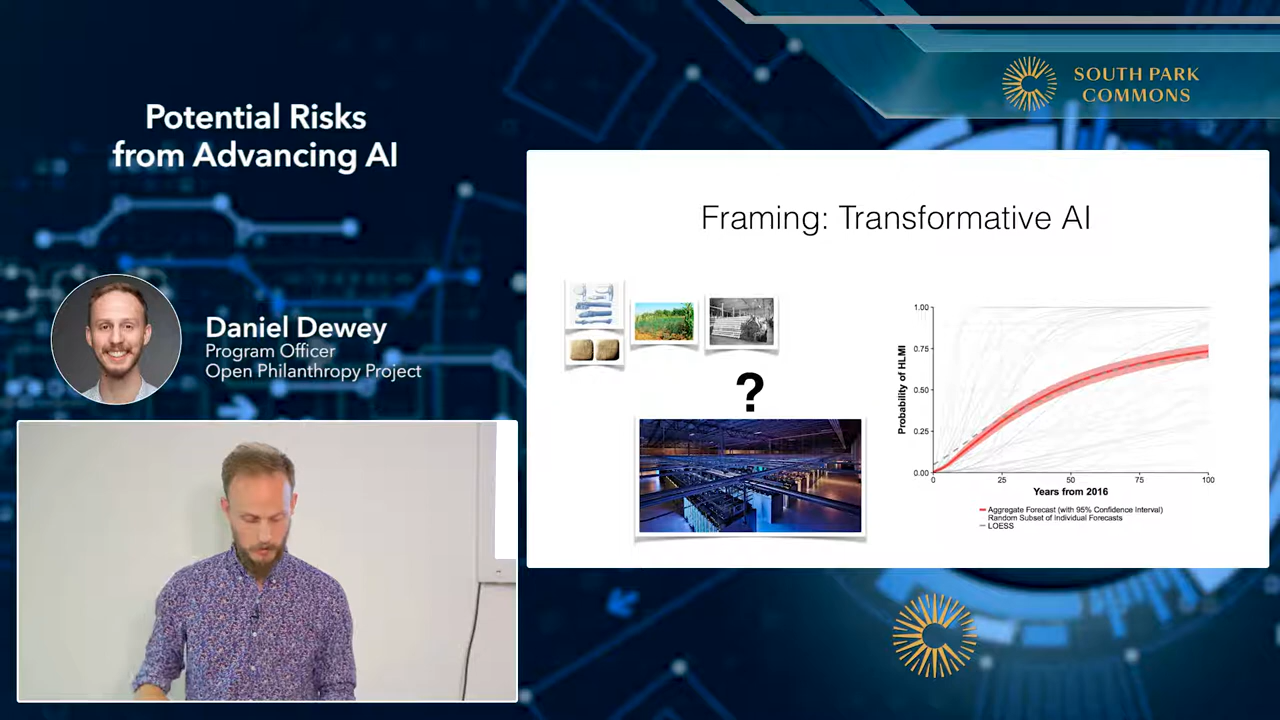 SOUTH PARK
COMMONS
Potential Risks
from Advancing AI
Daniel Dewey
Program Officer
Open Philanthropy Project
Framing: Transformative AI
?
1.00
0.75
0.50
0.25
0.00
Probability of HLMI
0 25 50 75 100
Years from 2016
Aggregate Forecast (with 95% Confidence Interval)
Random Subset of Individual Forecasts
LOESS